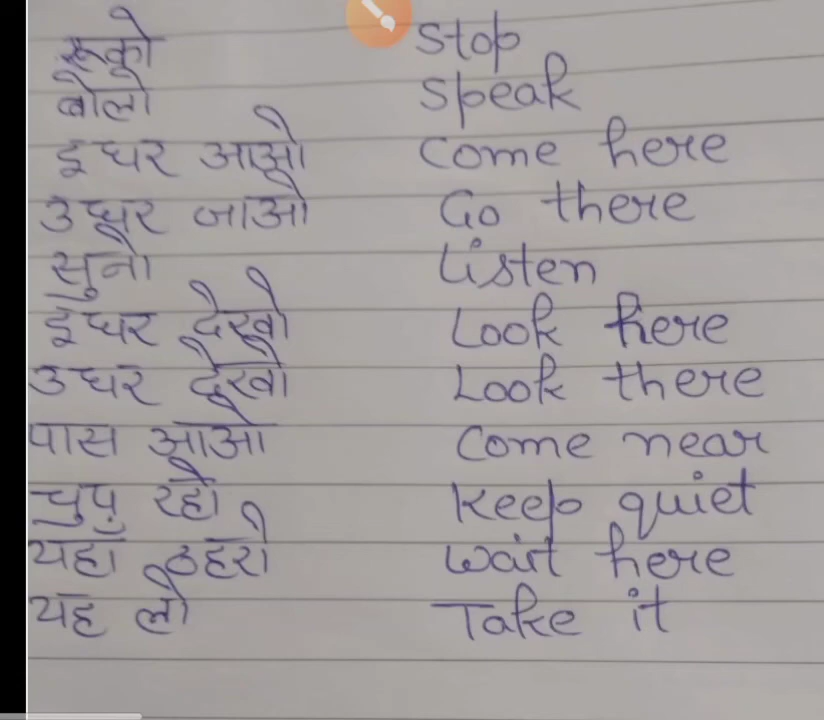 रूको Stop
बोलो Speak
इधर आओ Come here
उधर जाओ Go there
सुनो Listen
इधर देखो Look here
उधर देखो Look there
पास आओ Come near
चुप रहो Keep quiet
यहाँ ठहरो Wait here
यह लो Take it